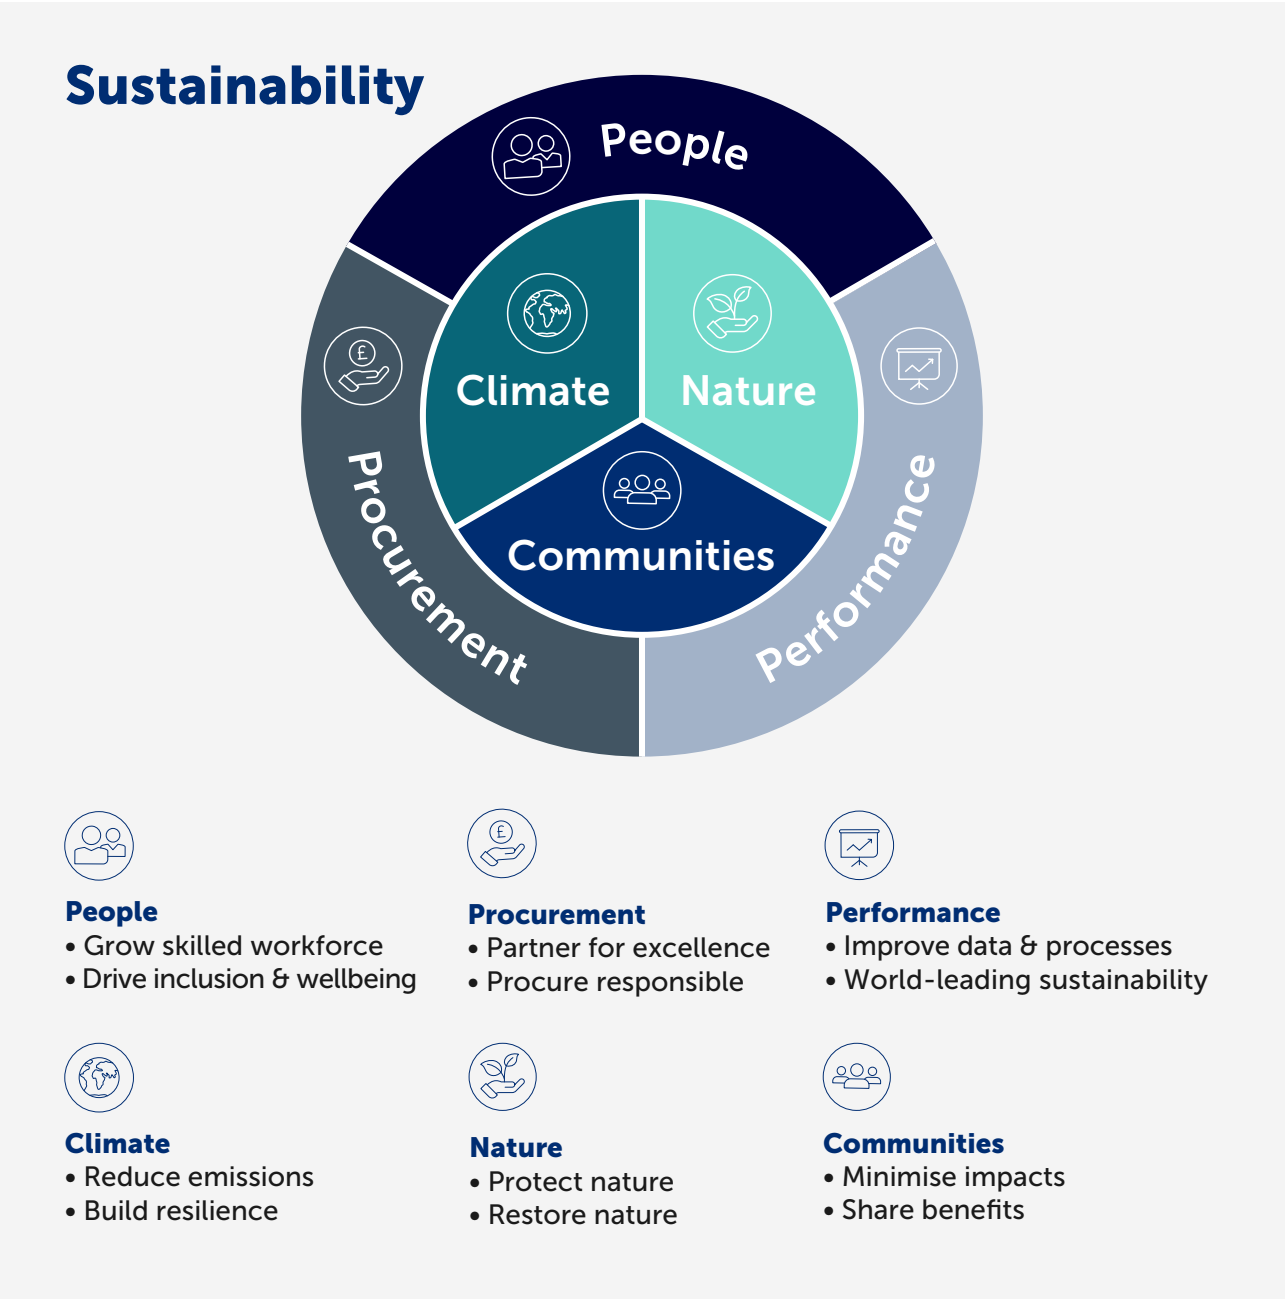 Sustainability
People
Climate
Nature
Communities
Procurement
Performance
£
People
• Grow skilled workforce
• Drive inclusion & wellbeing
£
Procurement
• Partner for excellence
• Procure responsible
Performance
• Improve data & processes
• World-leading sustainability
Climate
• Reduce emissions
• Build resilience
Nature
• Protect nature
• Restore nature
Communities
• Minimise impacts
• Share benefits